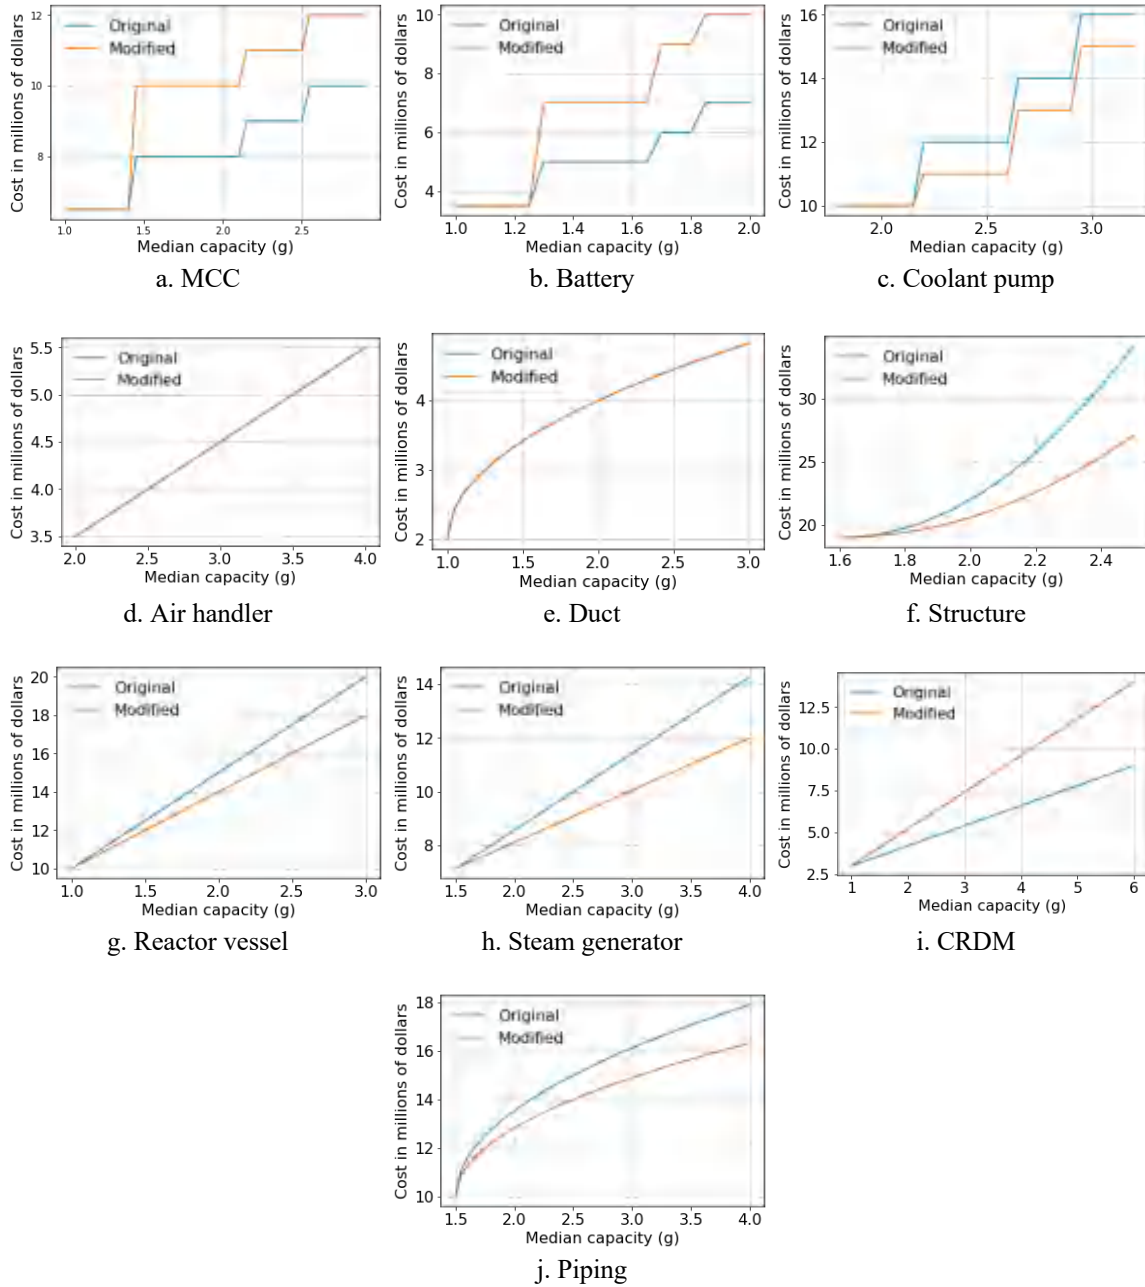 Cost in millions of dollars
12
10
8
Original
Modified
1.0 1.5 2.0 2.5
Median capacity (g)
a. MCC
Cost in millions of dollars
10
8
6
4
Original
Modified
1.0 1.2 1.4 1.6 1.8 2.0
Median capacity (g)
b. Battery
Cost in millions of dollars
16
14
12
10
Original
Modified
2.0 2.5 3.0
Median capacity (g)
c. Coolant pump
Cost in millions of dollars
5.5
5.0
4.5
4.0
3.5
Original
Modified
2.0 2.5 3.0 3.5 4.0
Median capacity (g)
d. Air handler
Cost in millions of dollars
4
3
2
Original
Modified
1.0 1.5 2.0 2.5 3.0
Median capacity (g)
e. Duct
Cost in millions of dollars
30
25
20
Original
Modified
1.6 1.8 2.0 2.2 2.4
Median capacity (g)
f. Structure
Cost in millions of dollars
20
18
16
14
12
10
Original
Modified
1.0 1.5 2.0 2.5 3.0
Median capacity (g)
g. Reactor vessel
Cost in millions of dollars
14
12
10
8
Original
Modified
1.5 2.0 2.5 3.0 3.5 4.0
Median capacity (g)
h. Steam generator
Cost in millions of dollars
12.5
10.0
7.5
5.0
2.5
Original
Modified
1 2 3 4 5 6
Median capacity (g)
i. CRDM
Cost in millions of dollars
18
16
14
12
10
Original
Modified
1.5 2.0 2.5 3.0 3.5 4.0
Median capacity (g)
j. Piping